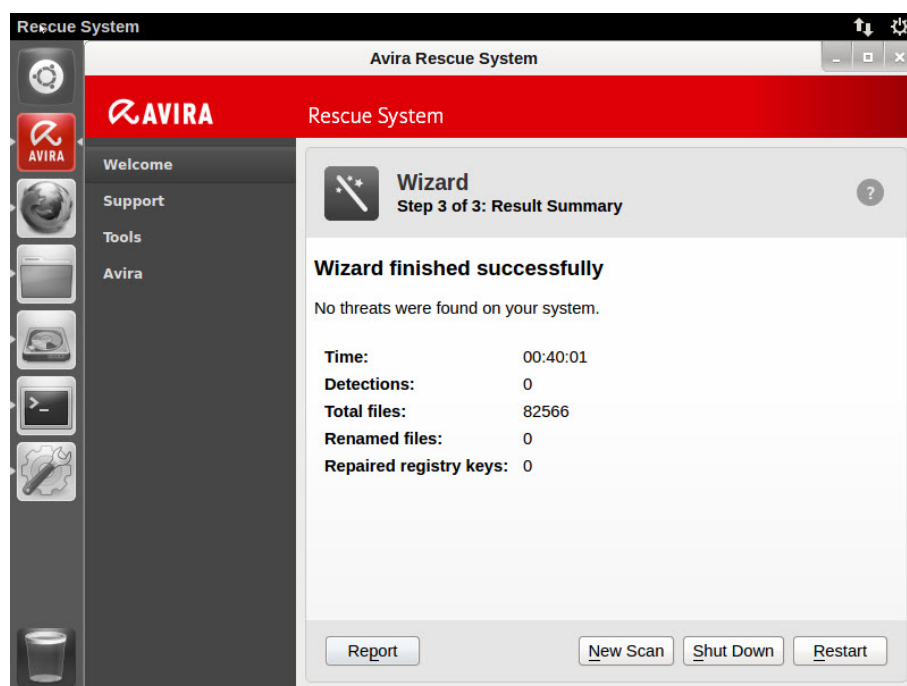 Rescue System
Avira Rescue System
AVIRA
Rescue System
AVIRA
Welcome
Support
Tools
Avira
Wizard
Step 3 of 3: Result Summary
?
Wizard finished successfully
No threats were found on your system.
Time: 00:40:01
Detections: 0
Total files: 82566
Renamed files: 0
Repaired registry keys: 0
>_
Report
New Scan
Shut Down
Restart